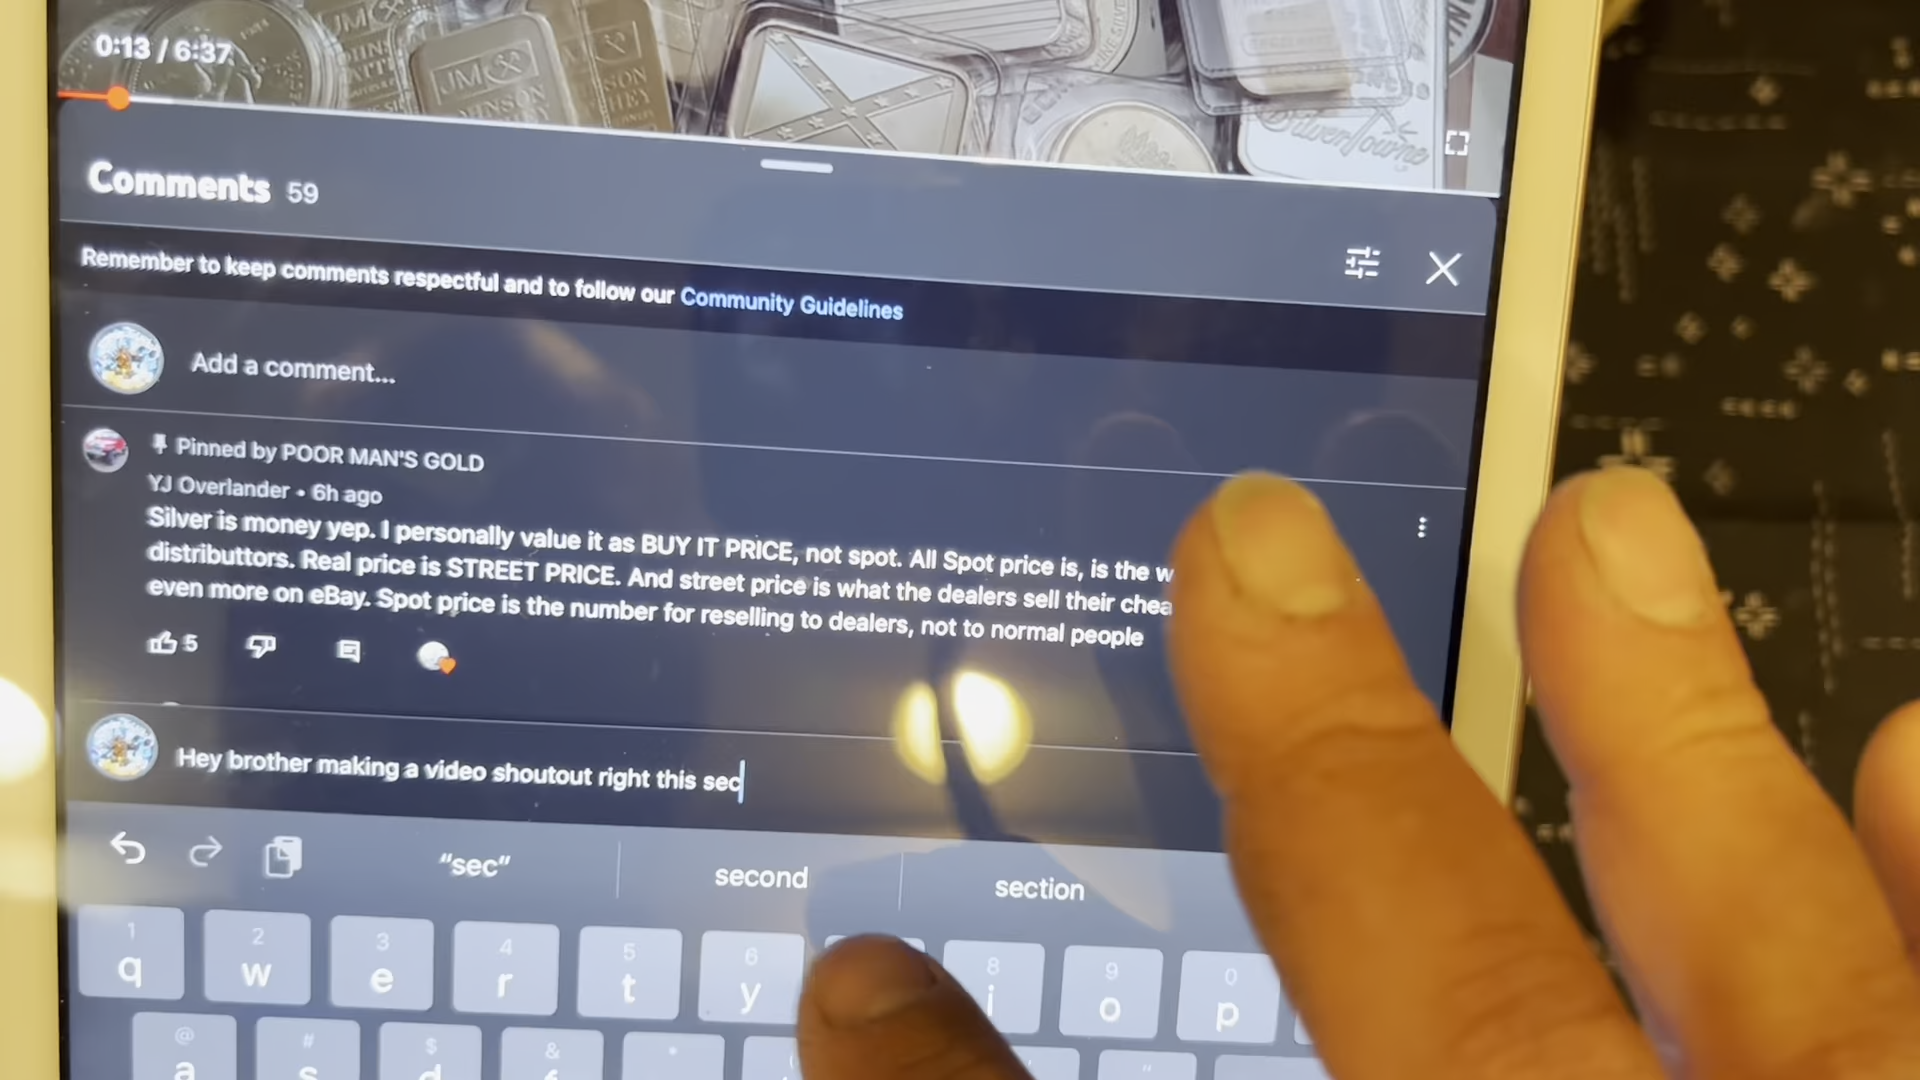 0:13 / 6:37
JM
JM
JOHNSON
SilverTowne
Comments 59
Remember to keep comments respectful and to follow our Community Guidelines
Add a comment...
Pinned by POOR MAN'S GOLD
YJ Overlander • 6h ago
Silver is money yep. I personally value it as BUY IT PRICE, not spot. All Spot price is, is the
distributtors. Real price is STREET PRICE. And street price is what the dealers sell their
even more on eBay. Spot price is the number for reselling to dealers, not to normal people
5
Hey brother making a video shoutout right this sec
"sec" second section
1 2 3 4 5 6 8 9 0
q w e r t y i o p
@ # $ & * "
a s d f